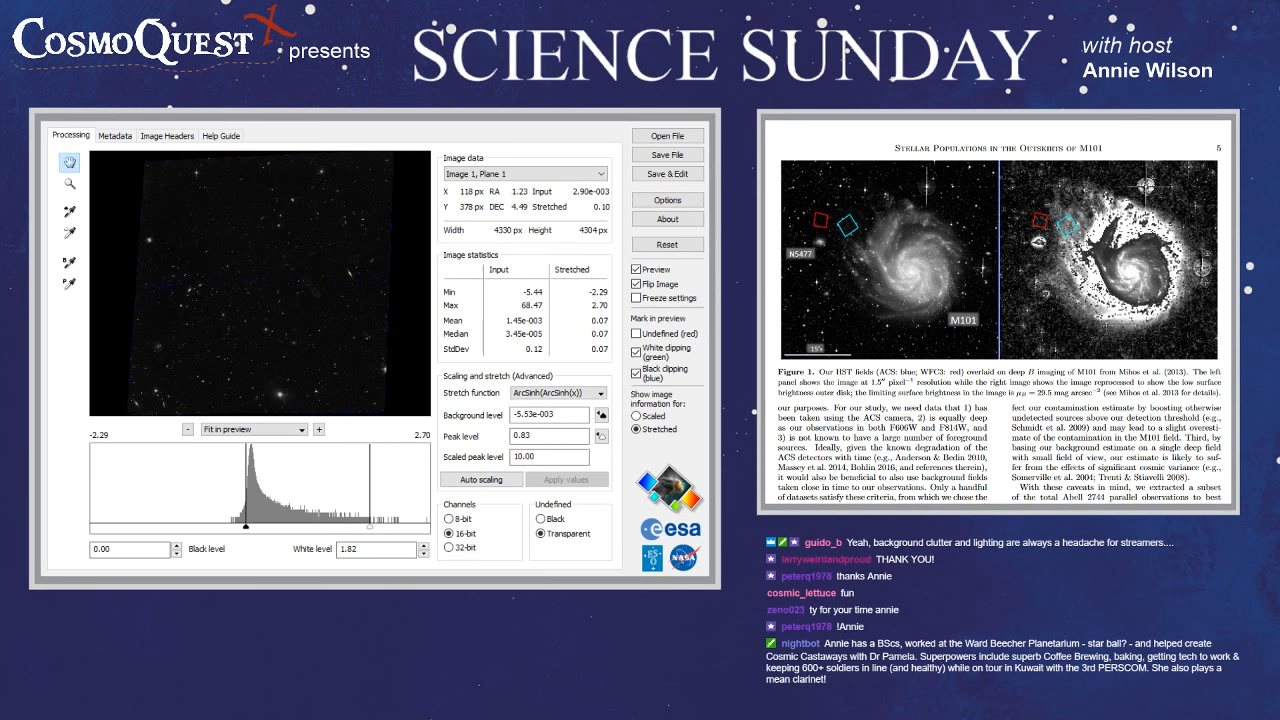 CosmoQuest X presents
SCIENCE SUNDAY
with host
Annie Wilson
Processing Metadata Image Headers Help Guide
Image data
Image 1, Plane 1
X 118 px RA 1.23 Input 2.90e-003
Y 378 px DEC 4.49 Stretched 0.10
Width 4330 px Height 4304 px
Image statistics
Input Stretched
Min -5.44 -2.29
Max 68.47 2.70
Mean 1.45e-003 0.07
Median 3.45e-005 0.07
StdDev 0.12 0.07
Scaling and stretch (Advanced)
Stretch function ArcSinh(ArcSinh(x))
Background level -5.53e-003
Peak level 0.83
Scaled peak level 10.00
Auto scaling Apply values
Channels
8-bit
16-bit
32-bit
Undefined
Black
Transparent
- Fit in preview +
-2.29 2.70
0.00 Black level White level 1.82
Open File
Save File
Save & Edit
Options
About
Reset
Preview
Flip Image
Freeze settings
Mark in preview
Undefined (red)
White clipping
(green)
Black clipping
(blue)
Show image
information for:
Scaled
Stretched
esa
ESO
NASA
Stellar Populations in the Outskirts of M101 5
N5477
M101
15'
Figure 1. Our HST fields (ACS: blue; WFC3: red) overlaid on deep B imaging of M101 from Mihos et al. (2013). The left
panel shows the image at 1.5″ pixel⁻¹ resolution while the right image shows the image reprocessed to show the low surface
brightness outer disk; the limiting surface brightness in the image is μB = 29.5 mag arcsec⁻² (see Mihos et al. 2013 for details).
our purposes. For our study, we need data that 1) has
been taken using the ACS camera, 2) is equally deep
as our observations in both F606W and F814W, and
3) is not known to have a large number of foreground
sources. Ideally, given the known degradation of the
ACS detectors with time (e.g., Anderson & Bedin 2010,
Massey et al. 2014, Bohlin 2016, and references therein),
it would also be beneficial to also use background fields
taken close in time to our observations. Only a handful
of datasets satisfy these criteria, from which we chose the
fect our contamination estimate by boosting otherwise
undetected sources above our detection threshold (e.g.,
Schmidt et al. 2009) and may lead to a slight overesti-
mate of the contamination in the M101 field. Third, by
basing our background estimate on a single deep field
with small field of view, our estimate is likely to suf-
fer from the effects of significant cosmic variance (e.g.,
Somerville et al. 2004; Trenti & Stiavelli 2008).
With these caveats in mind, we extracted a subset
of the total Abell 2744 parallel observations to best
guido_b Yeah, background clutter and lighting are always a headache for streamers....
larryweirdandproud THANK YOU!
peterq1978 thanks Annie
cosmic_lettuce fun
zeno023 ty for your time annie
peterq1978 !Annie
nightbot Annie has a BScs, worked at the Ward Beecher Planetarium - star ball? - and helped create
Cosmic Castaways with Dr Pamela. Superpowers include superb Coffee Brewing, baking, getting tech to work &
keeping 600+ soldiers in line (and healthy) while on tour in Kuwait with the 3rd PERSCOM. She also plays a
mean clarinet!